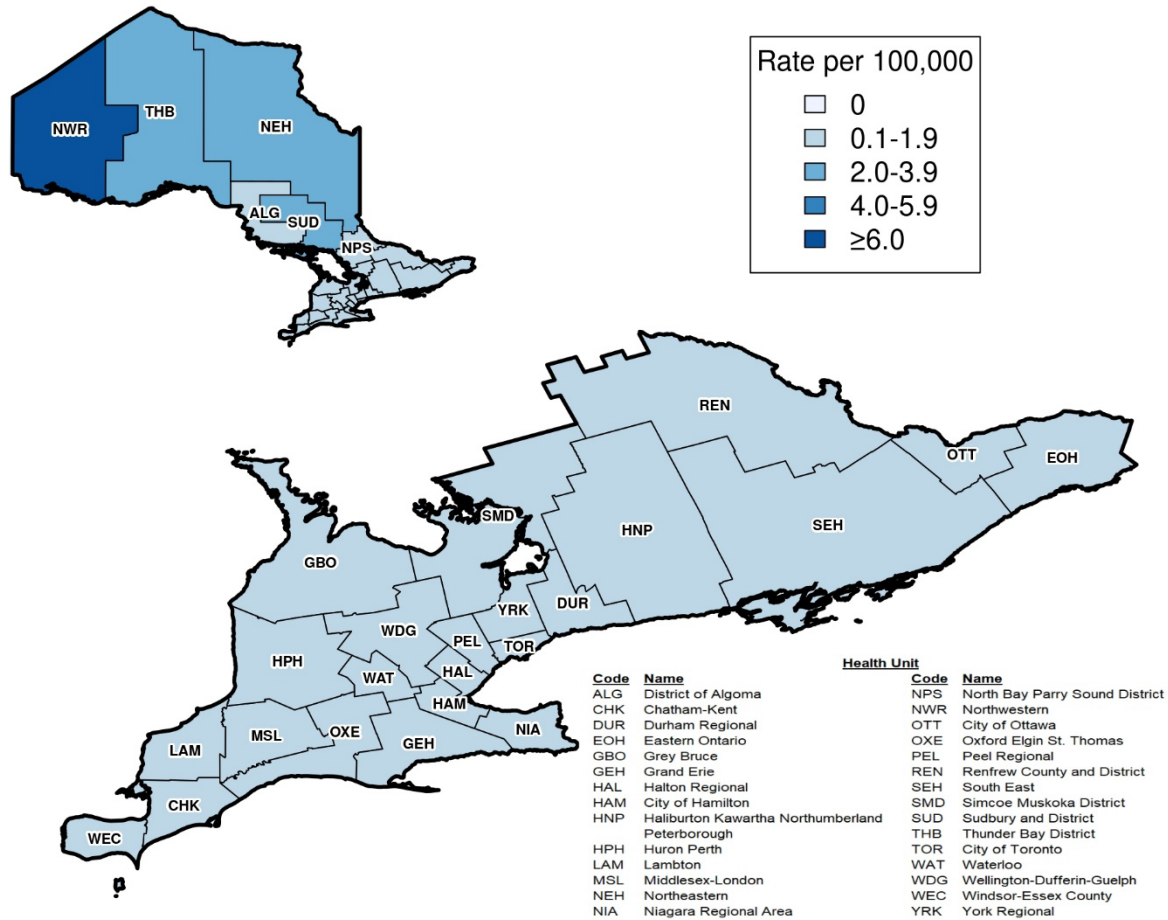 Rate per 100,000
0
0.1-1.9
2.0-3.9
4.0-5.9
≥6.0
NWR
THB
NEH
ALG
SUD
NPS
REN
OTT
EOH
SMD
HNP
SEH
GBO
YRK
DUR
WDG
PEL
TOR
HPH
WAT
HAL
HAM
LAM
MSL
OXE
GEH
NIA
CHK
WEC
Health Unit
Code Name
ALG District of Algoma
CHK Chatham-Kent
DUR Durham Regional
EOH Eastern Ontario
GBO Grey Bruce
GEH Grand Erie
HAL Halton Regional
HAM City of Hamilton
HNP Haliburton Kawartha Northumberland
Peterborough
HPH Huron Perth
LAM Lambton
MSL Middlesex-London
NEH Northeastern
NIA Niagara Regional Area
Code Name
NPS North Bay Parry Sound District
NWR Northwestern
OTT City of Ottawa
OXE Oxford Elgin St. Thomas
PEL Peel Regional
REN Renfrew County and District
SEH South East
SMD Simcoe Muskoka District
SUD Sudbury and District
THB Thunder Bay District
TOR City of Toronto
WAT Waterloo
WDG Wellington-Dufferin-Guelph
WEC Windsor-Essex County
YRK York Regional